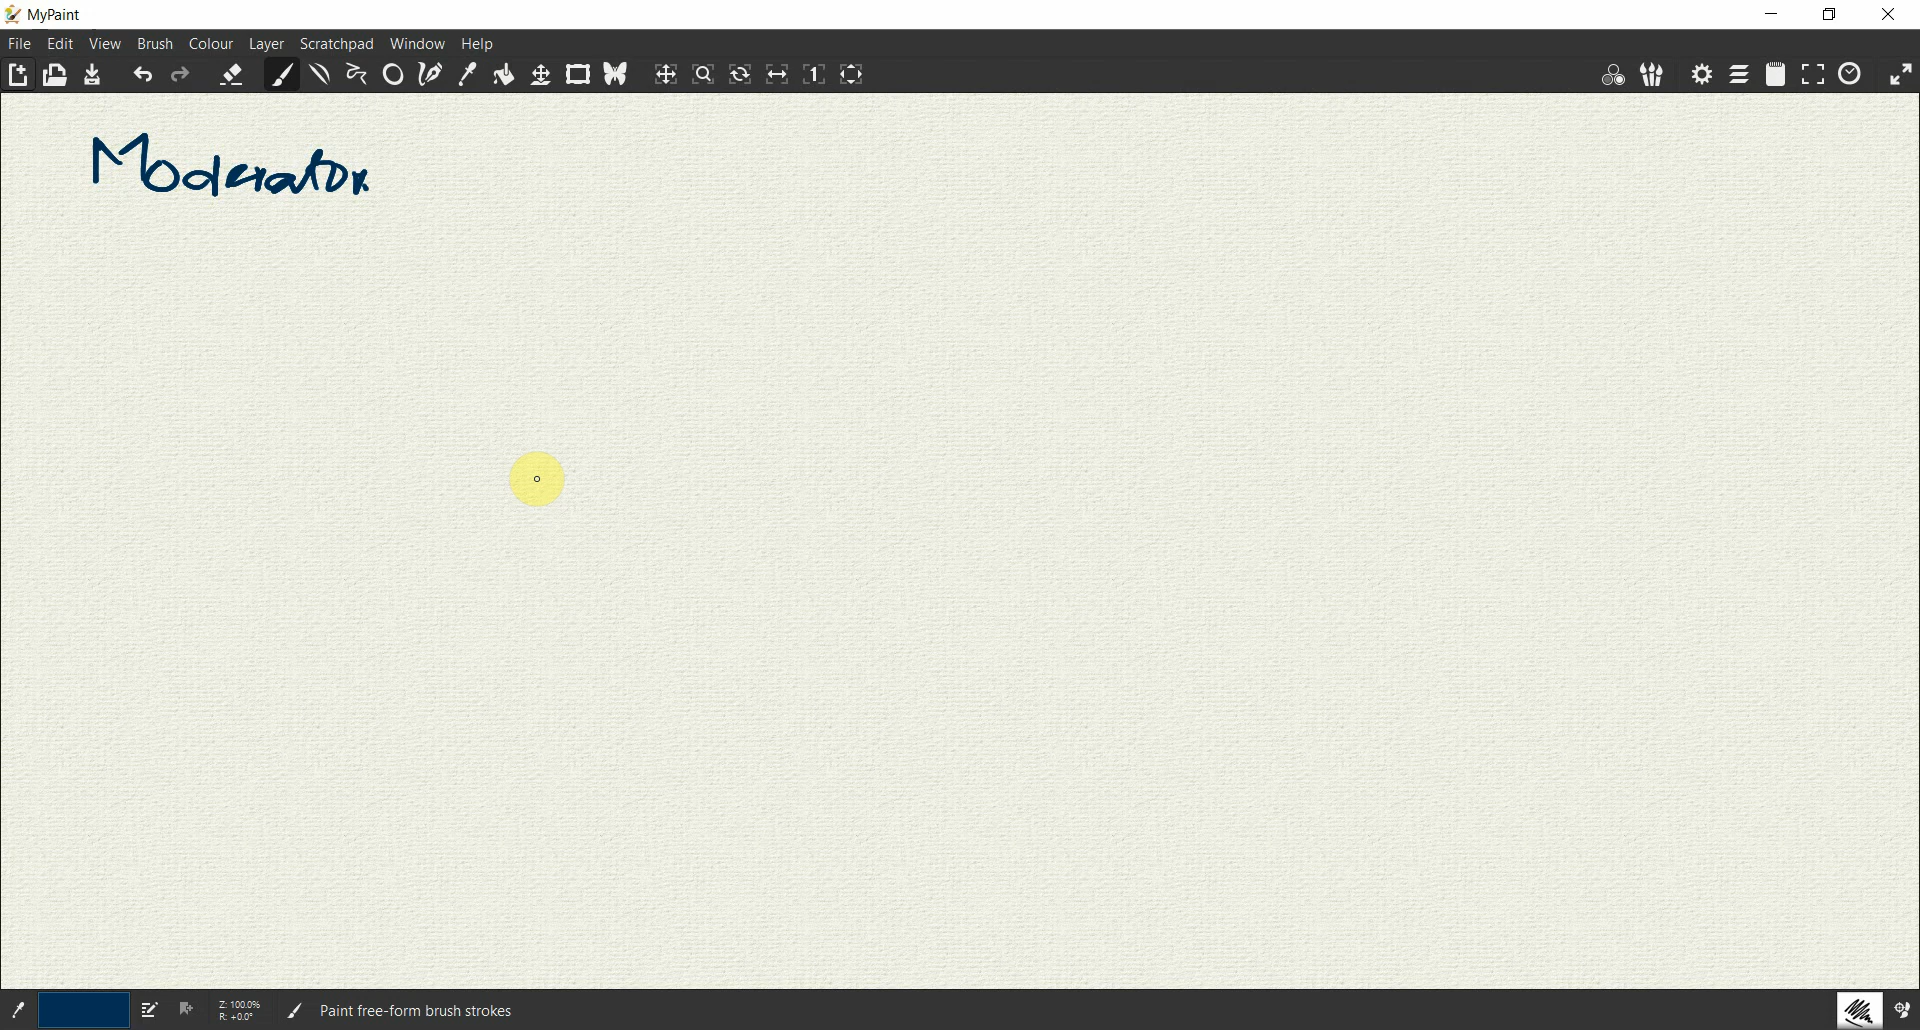 MyPaint
File Edit View Brush Colour Layer Scratchpad Window Help
Moderator
Z: 100.0%
R: +0.0°
Paint free-form brush strokes